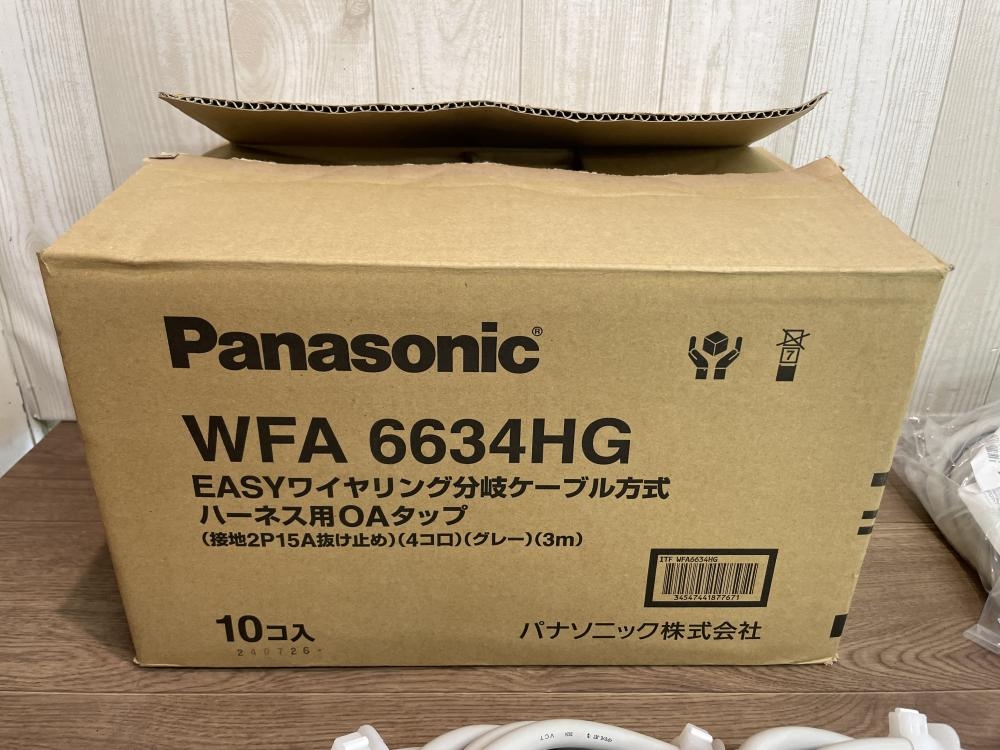 Panasonic®
7
WFA 6634HG
EASYワイヤリング分岐ケーブル方式
ハーネス用OAタップ
(接地2P15A抜け止め)(4コロ)(グレー)(3m)
ITF WFA6634HG
34547441877671
10コ入
パナソニック株式会社
240726-
VCT